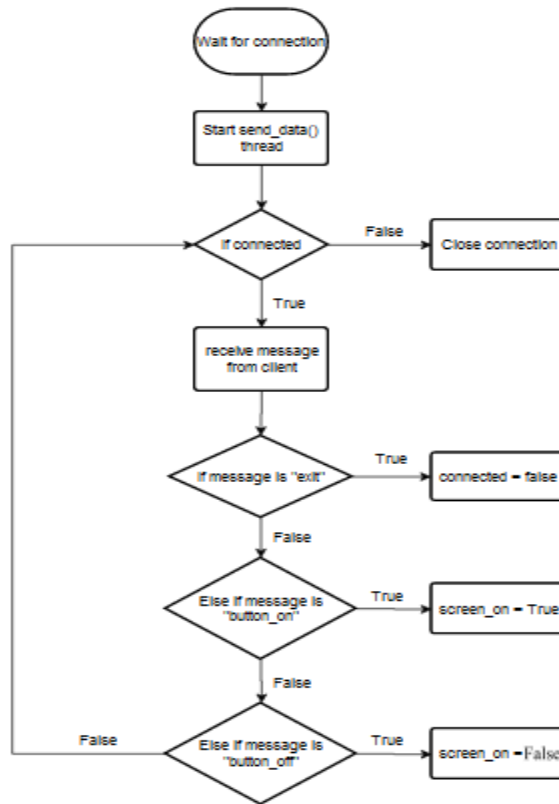 Wait for connection
Start send_data()
thread
If connected
False
Close connection
True
receive message
from client
If message is "exit"
True
connected = false
False
Else if message is
"button_on"
True
screen_on = True
False
False
Else if message is
"button_off"
True
screen_on =False